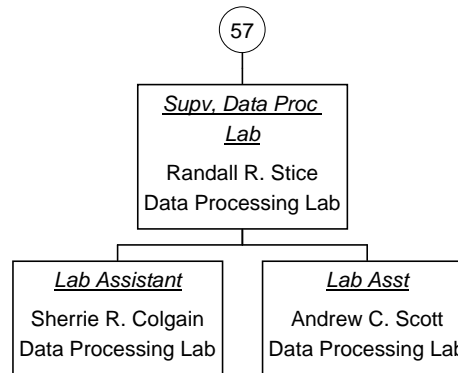 57
Supv, Data Proc
Lab
Randall R. Stice
Data Processing Lab
Lab Assistant
Sherrie R. Colgain
Data Processing Lab
Lab Asst
Andrew C. Scott
Data Processing Lab